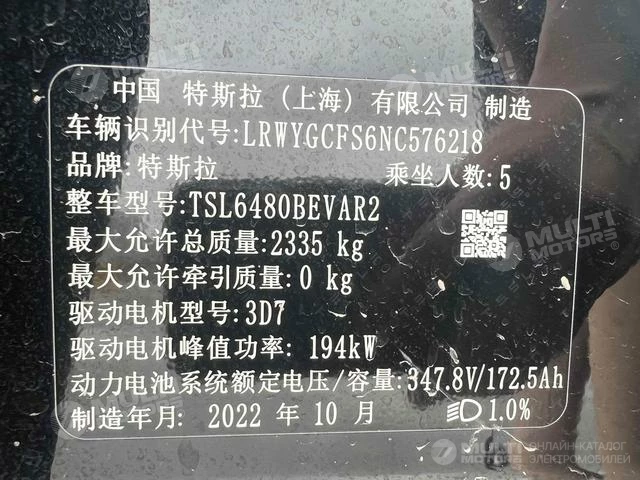 中国 特斯拉 (上海) 有限公司 制造
车辆识别代号:LRWYGCFS6NC576218
品牌:特斯拉 乘坐人数:5
整车型号:TSL6480BEVAR2
最大允许总质量:2335 kg
最大允许牵引质量:0 kg
驱动电机型号:3D7
驱动电机峰值功率: 194kW
动力电池系统额定电压/容量:347.8V/172.5Ah
制造年月: 2022 年 10 月 1.0%
MULTI MOTORS
ОНЛАЙН-КАТАЛОГ
ЭЛЕКТРОМОБИЛЕЙ